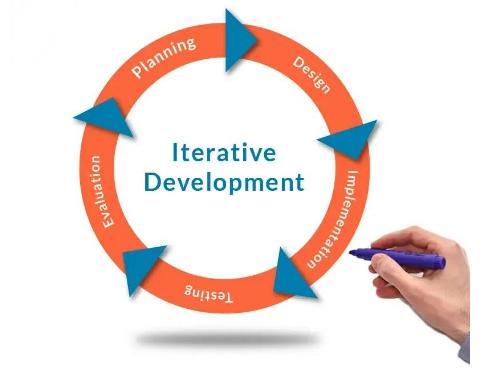 Iterative
Development
Planning
Design
Implementation
Testing
Evaluation